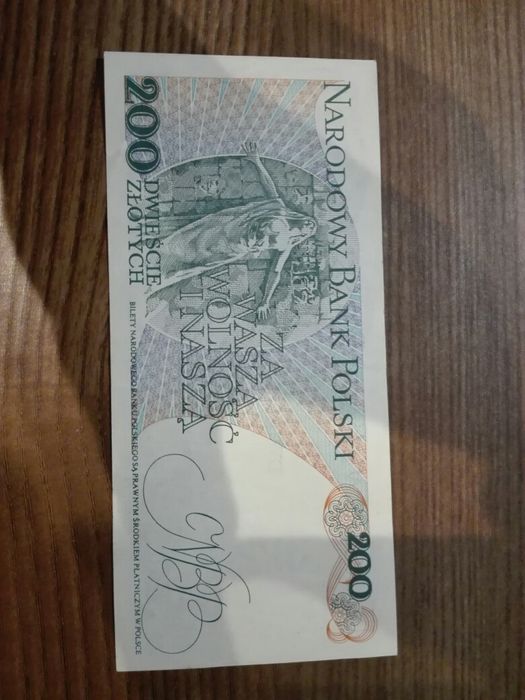 NARODOWY BANK POLSKI
200
ZA
WASZĄ
WOLNOŚĆ
I NASZĄ
200
DWIEŚCIE
ZŁOTYCH
BILETY NARODOWEGO BANKU POLSKIEGO SĄ PRAWNYM ŚRODKIEM PŁATNICZYM W POLSCE